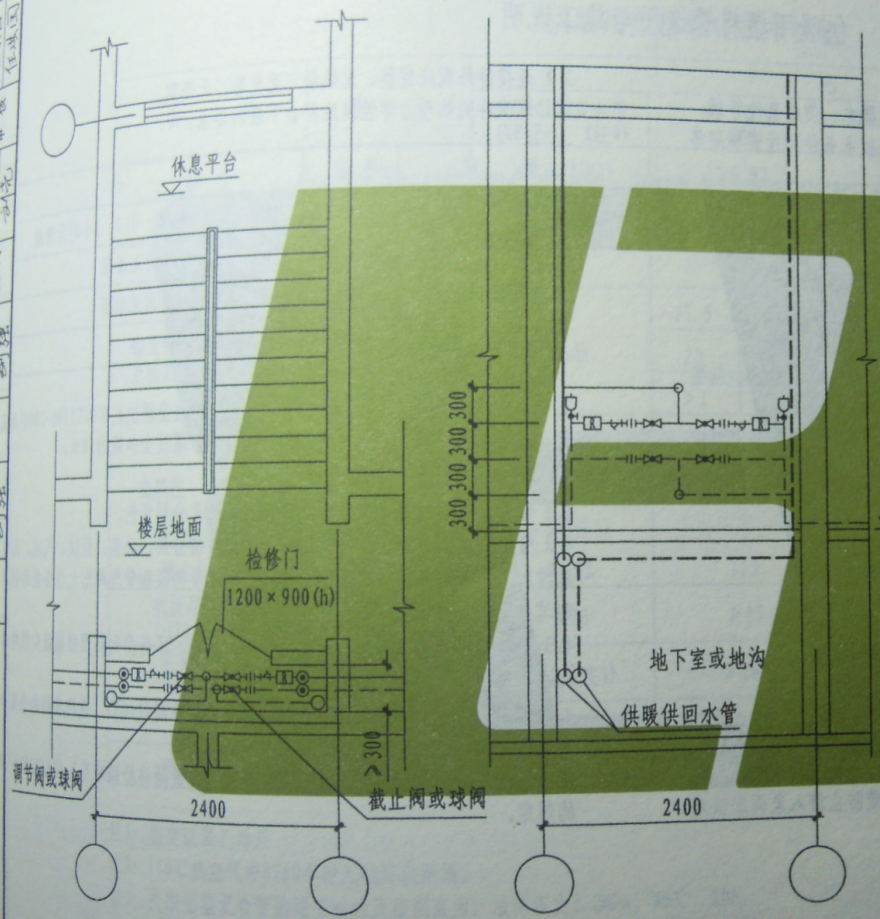 休息平台
楼层地面
检修门
1200×900(h)
调节阀或球阀
截止阀或球阀
≥300
2400
300 300
300 300
地下室或地沟
供暖供回水管
2400